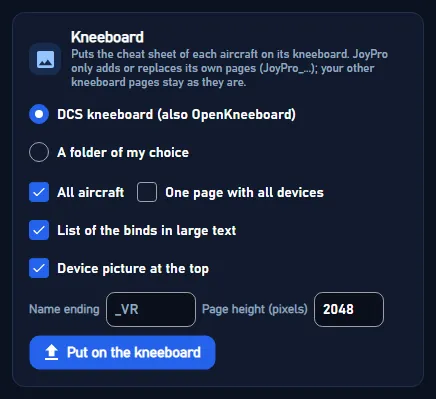 Kneeboard
Puts the cheat sheet of each aircraft on its kneeboard. JoyPro
only adds or replaces its own pages (JoyPro_...); your other
kneeboard pages stay as they are.
DCS kneeboard (also OpenKneeboard)
A folder of my choice
All aircraft One page with all devices
List of the binds in large text
Device picture at the top
Name ending _VR Page height (pixels) 2048
Put on the kneeboard